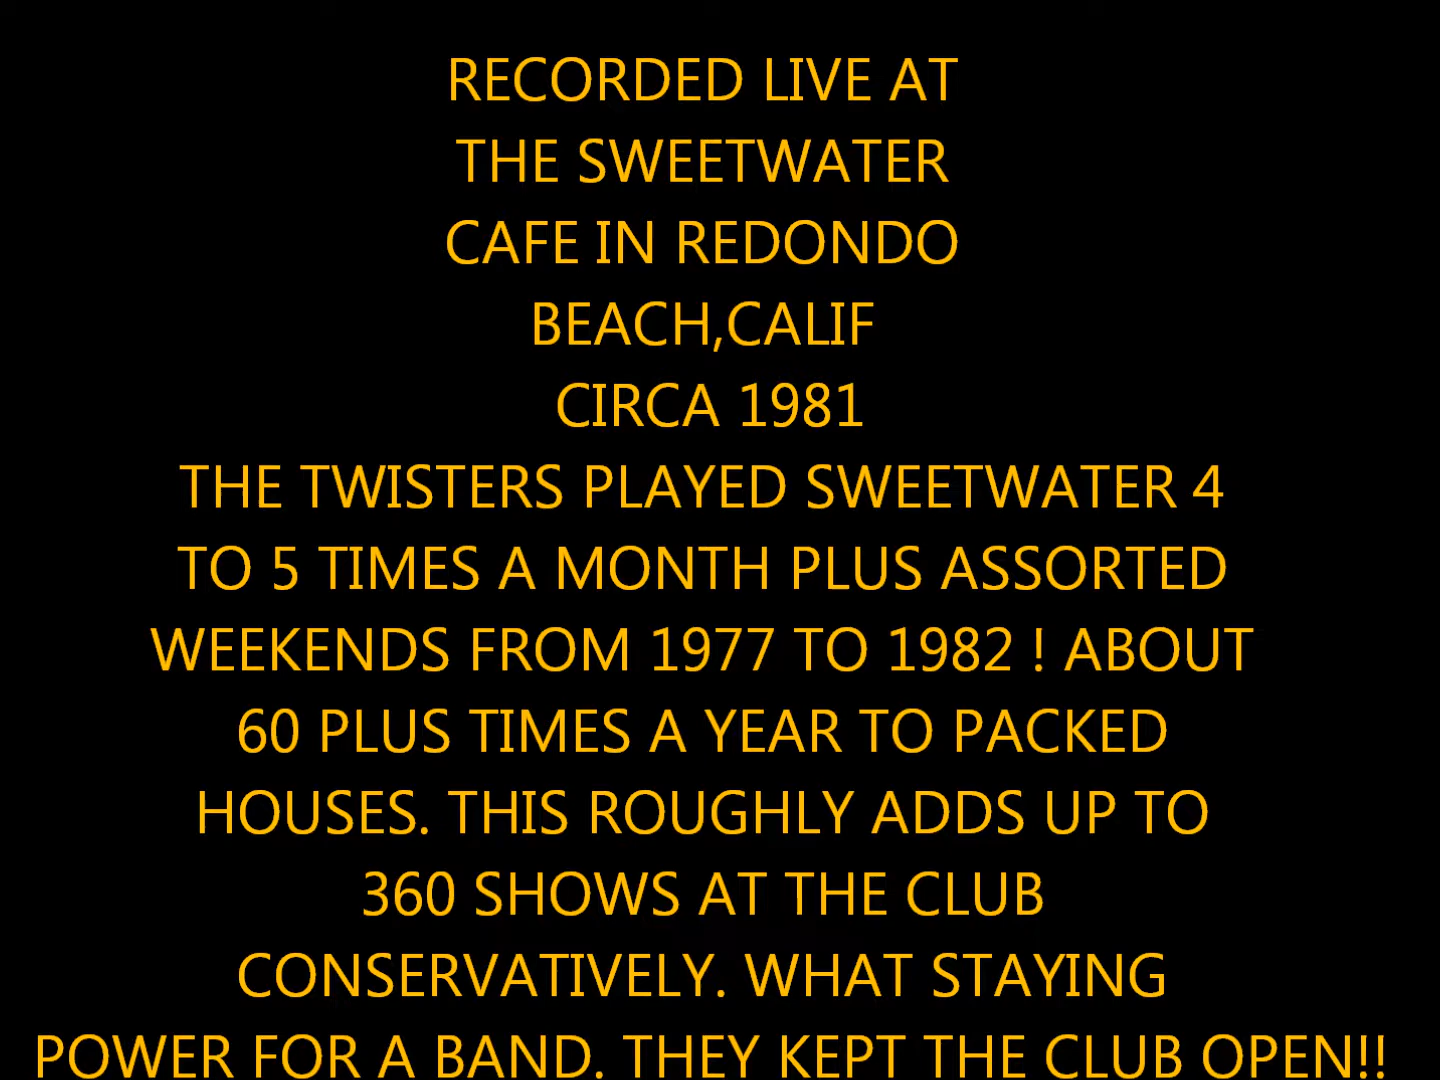 RECORDED LIVE AT
THE SWEETWATER
CAFE IN REDONDO
BEACH,CALIF
CIRCA 1981
THE TWISTERS PLAYED SWEETWATER 4
TO 5 TIMES A MONTH PLUS ASSORTED
WEEKENDS FROM 1977 TO 1982 ! ABOUT
60 PLUS TIMES A YEAR TO PACKED
HOUSES. THIS ROUGHLY ADDS UP TO
360 SHOWS AT THE CLUB
CONSERVATIVELY. WHAT STAYING
POWER FOR A BAND. THEY KEPT THE CLUB OPEN!!